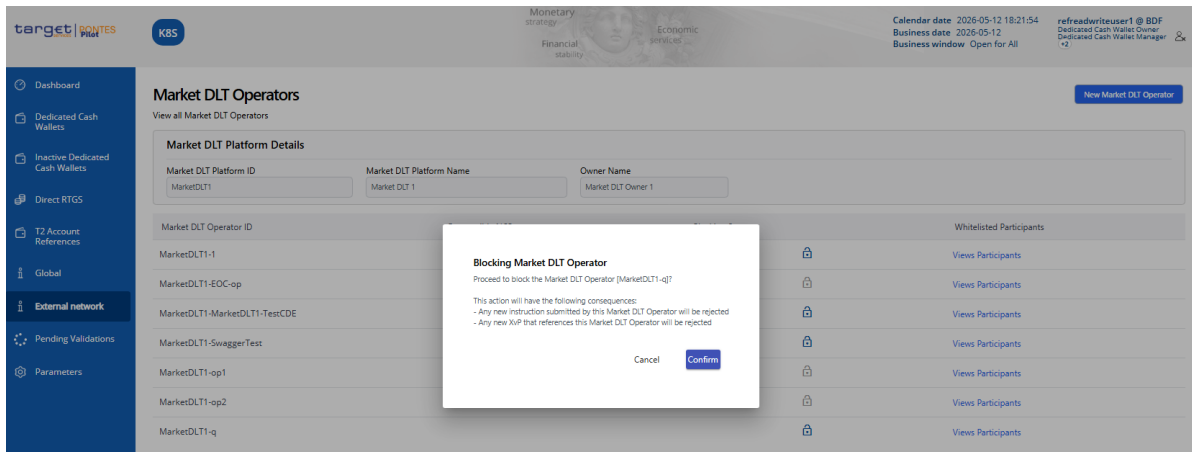 target | PONTES
Pilot
K8S
Monetary
strategy
Economic
services
Financial
stability
Calendar date 2026-05-12 18:21:54
Business date 2026-05-12
Business window Open for All
refreadwriteuser1 @ BDF
Dedicated Cash Wallet Owner
Dedicated Cash Wallet Manager
+2
Dashboard
Dedicated Cash
Wallets
Inactive Dedicated
Cash Wallets
Direct RTGS
T2 Account
References
Global
External network
Pending Validations
Parameters
Market DLT Operators
New Market DLT Operator
View all Market DLT Operators
Market DLT Platform Details
Market DLT Platform ID
Market DLT Platform Name
Owner Name
MarketDLT1
Market DLT 1
Market DLT Owner 1
Market DLT Operator ID
Whitelisted Participants
MarketDLT1-1
Views Participants
MarketDLT1-EOC-op
Views Participants
MarketDLT1-MarketDLT1-TestCDE
Views Participants
MarketDLT1-SwaggerTest
Views Participants
MarketDLT1-op1
Views Participants
MarketDLT1-op2
Views Participants
MarketDLT1-q
Views Participants
Blocking Market DLT Operator
Proceed to block the Market DLT Operator [MarketDLT1-q]?
This action will have the following consequences:
- Any new instruction submitted by this Market DLT Operator will be rejected
- Any new XvP that references this Market DLT Operator will be rejected
Cancel
Confirm